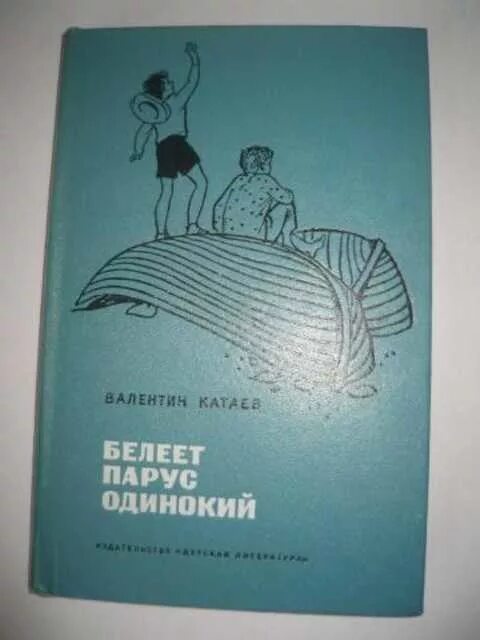 ВАЛЕНТИН КАТАЕВ
БЕЛЕЕТ
ПАРУС
ОДИНОКИЙ
ИЗДАТЕЛЬСТВО «ДЕТСКАЯ ЛИТЕРАТУРА»